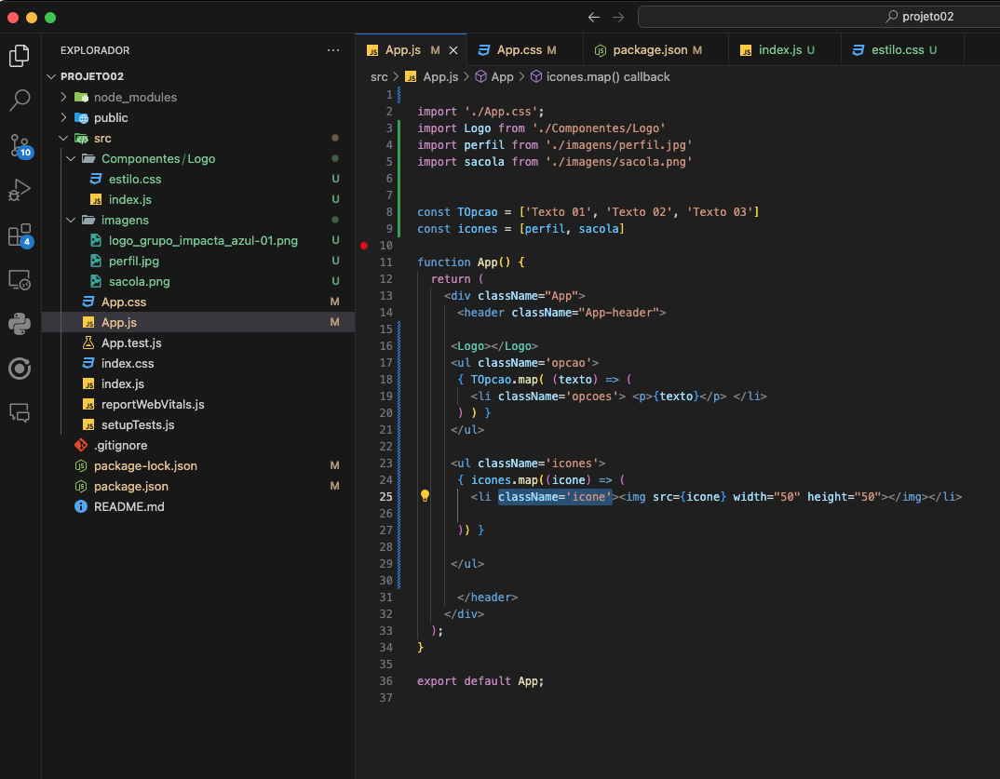 projeto02
EXPLORADOR
PROJETO02
node_modules
public
src
Componentes/Logo
estilo.css U
index.js U
imagens
logo_grupo_impacta_azul-01.png U
perfil.jpg U
sacola.png U
App.css M
App.js M
App.test.js
index.css
index.js
reportWebVitals.js
setupTests.js
.gitignore
package-lock.json M
package.json M
README.md
10
4
App.js M
App.css M
package.json M
index.js U
estilo.css U
src > App.js > App > icones.map() callback
1
2 import './App.css';
3 import Logo from './Componentes/Logo'
4 import perfil from './imagens/perfil.jpg'
5 import sacola from './imagens/sacola.png'
6
7
8 const TOpcao = ['Texto 01', 'Texto 02', 'Texto 03']
9 const icones = [perfil, sacola]
10
11 function App() {
12 return (
13 <div className="App">
14 <header className="App-header">
15
16 <Logo></Logo>
17 <ul className='opcao'>
18 { TOpcao.map( (texto) => (
19 <li className='opcoes'> <p>{texto}</p> </li>
20 ) ) }
21 </ul>
22
23 <ul className='icones'>
24 { icones.map((icone) => (
25 <li className='icone'><img src={icone} width="50" height="50"></img></li>
26
27 )) }
28
29 </ul>
30
31 </header>
32 </div>
33 );
34 }
35
36 export default App;
37